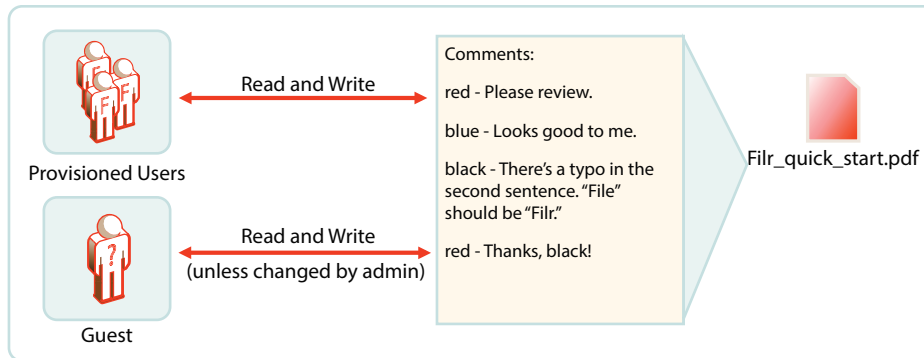 F F F
Provisioned Users
Read and Write
?
Guest
Read and Write
(unless changed by admin)
Comments:
red - Please review.
blue - Looks good to me.
black - There’s a typo in the
second sentence. “File”
should be “Filr.”
red - Thanks, black!
Filr_quick_start.pdf